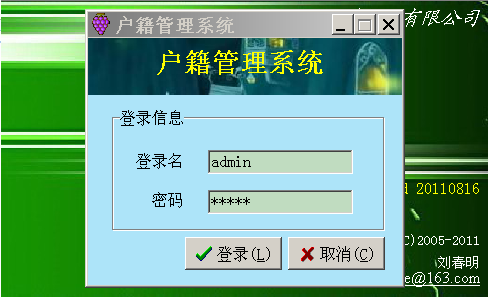 户籍管理系统
有限公司
户籍管理系统
登录信息
登录名 admin
密码 *****
20110816
登录(L) 取消(C)
C)2005-2011
刘春明
e@163.com